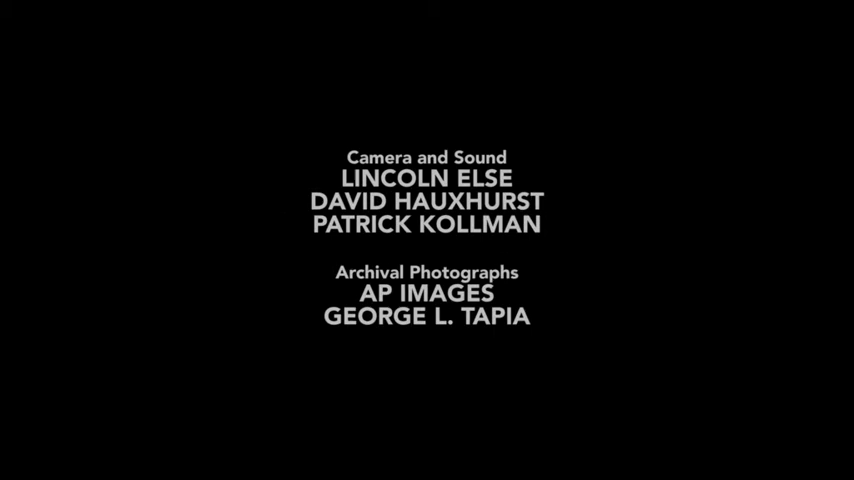 Camera and Sound
LINCOLN ELSE
DAVID HAUXHURST
PATRICK KOLLMAN
Archival Photographs
AP IMAGES
GEORGE L. TAPIA